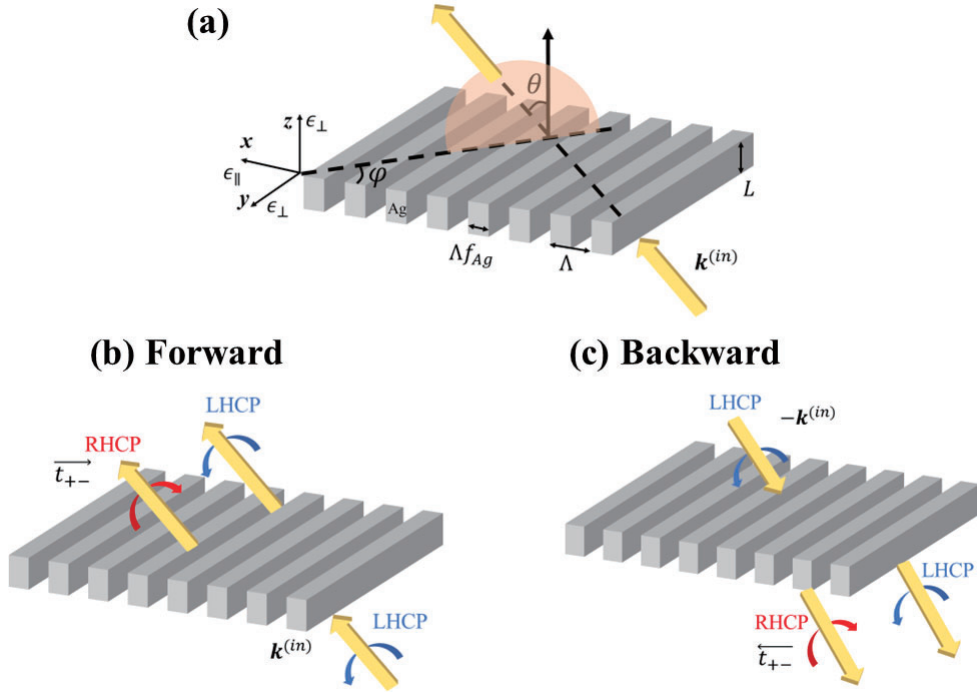 (a)
θ
z
ϵ⊥
x
ϵ∥
y
ϵ⊥
φ
Ag
Λf_Ag
Λ
L
k^(in)
(b) Forward
(c) Backward
LHCP
RHCP
t₊₋
LHCP
k^(in)
LHCP
−k^(in)
LHCP
RHCP
t₊₋